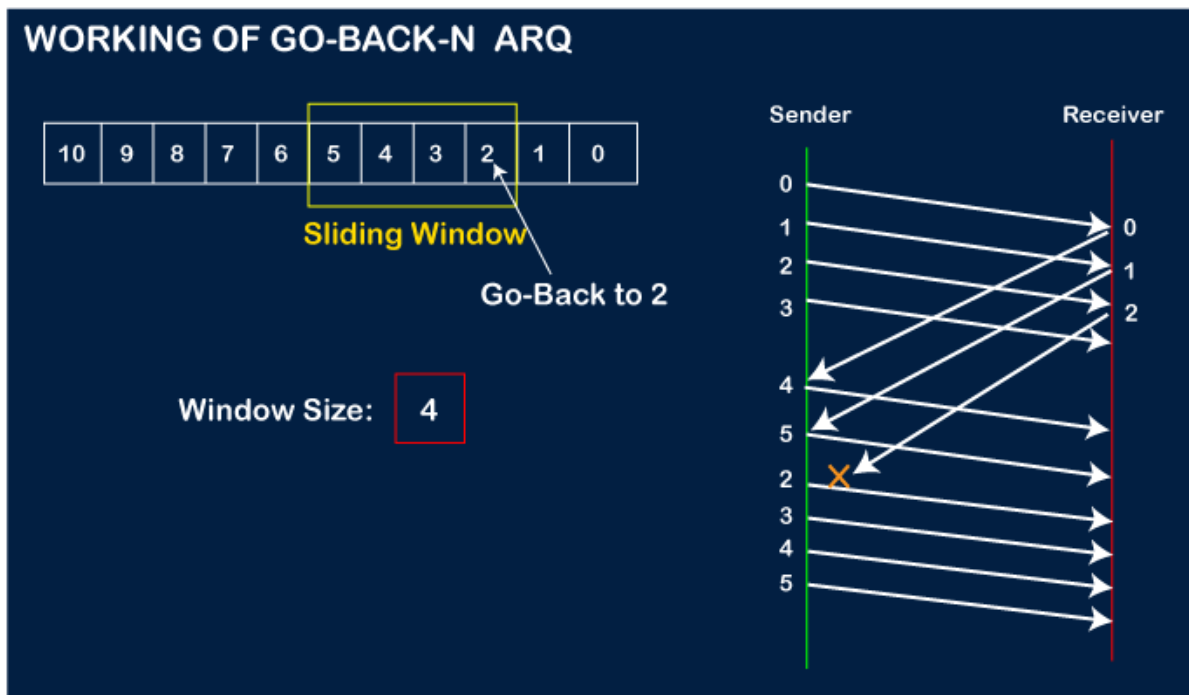 WORKING OF GO-BACK-N ARQ
10 9 8 7 6 5 4 3 2 1 0
Sliding Window
Go-Back to 2
Window Size: 4
Sender Receiver
0
0
1
1
2
2
3
4
5
2
3
4
5